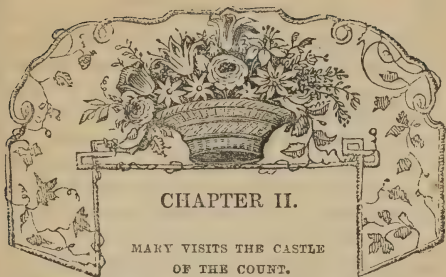 CHAPTER II.
MARY VISITS THE CASTLE
OF THE COUNT.